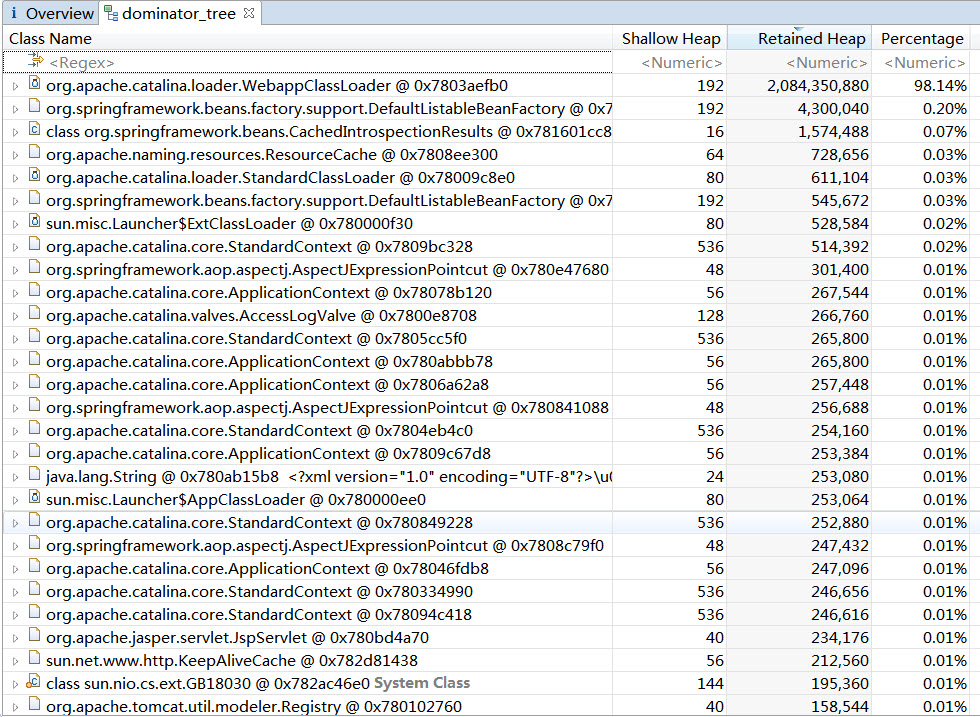 i Overview dominator_tree
Class Name Shallow Heap Retained Heap Percentage
<Regex> <Numeric> <Numeric> <Numeric>
org.apache.catalina.loader.WebappClassLoader @ 0x7803aefb0 192 2,084,350,880 98.14%
org.springframework.beans.factory.support.DefaultListableBeanFactory @ 0x7 192 4,300,040 0.20%
class org.springframework.beans.CachedIntrospectionResults @ 0x781601cc8 16 1,574,488 0.07%
org.apache.naming.resources.ResourceCache @ 0x7808ee300 64 728,656 0.03%
org.apache.catalina.loader.StandardClassLoader @ 0x78009c8e0 80 611,104 0.03%
org.springframework.beans.factory.support.DefaultListableBeanFactory @ 0x7 192 545,672 0.03%
sun.misc.Launcher$ExtClassLoader @ 0x780000f30 80 528,584 0.02%
org.apache.catalina.core.StandardContext @ 0x7809bc328 536 514,392 0.02%
org.springframework.aop.aspectj.AspectJExpressionPointcut @ 0x780e47680 48 301,400 0.01%
org.apache.catalina.core.ApplicationContext @ 0x78078b120 56 267,544 0.01%
org.apache.catalina.valves.AccessLogValve @ 0x7800e8708 128 266,760 0.01%
org.apache.catalina.core.StandardContext @ 0x7805cc5f0 536 265,800 0.01%
org.apache.catalina.core.ApplicationContext @ 0x780abbb78 56 265,800 0.01%
org.apache.catalina.core.ApplicationContext @ 0x7806a62a8 56 257,448 0.01%
org.springframework.aop.aspectj.AspectJExpressionPointcut @ 0x780841088 48 256,688 0.01%
org.apache.catalina.core.StandardContext @ 0x7804eb4c0 536 254,160 0.01%
org.apache.catalina.core.ApplicationContext @ 0x7809c67d8 56 253,384 0.01%
java.lang.String @ 0x780ab15b8 <?xml version="1.0" encoding="UTF-8"?>\u0 24 253,080 0.01%
sun.misc.Launcher$AppClassLoader @ 0x780000ee0 80 253,064 0.01%
org.apache.catalina.core.StandardContext @ 0x780849228 536 252,880 0.01%
org.springframework.aop.aspectj.AspectJExpressionPointcut @ 0x7808c79f0 48 247,432 0.01%
org.apache.catalina.core.ApplicationContext @ 0x78046fdb8 56 247,096 0.01%
org.apache.catalina.core.StandardContext @ 0x780334990 536 246,656 0.01%
org.apache.catalina.core.StandardContext @ 0x78094c418 536 246,616 0.01%
org.apache.jasper.servlet.JspServlet @ 0x780bd4a70 40 234,176 0.01%
sun.net.www.http.KeepAliveCache @ 0x782d81438 56 212,560 0.01%
class sun.nio.cs.ext.GB18030 @ 0x782ac46e0 System Class 144 195,360 0.01%
org.apache.tomcat.util.modeler.Registry @ 0x780102760 40 158,544 0.01%